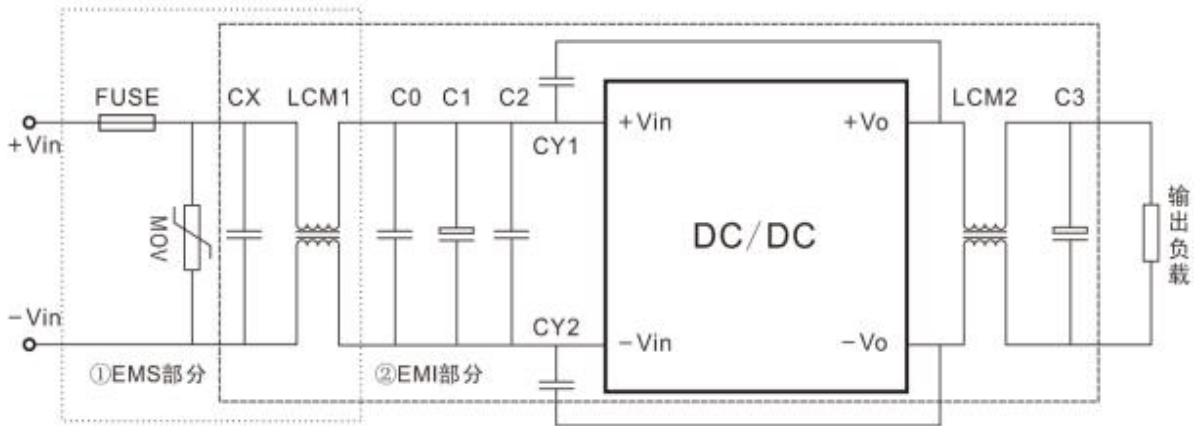 FUSE
CX
LCM1
C0
C1
C2
LCM2
C3
+Vin
CY1
+Vin
+Vo
MOV
DC/DC
输出负载
-Vin
CY2
-Vin
-Vo
①EMS部分
②EMI部分